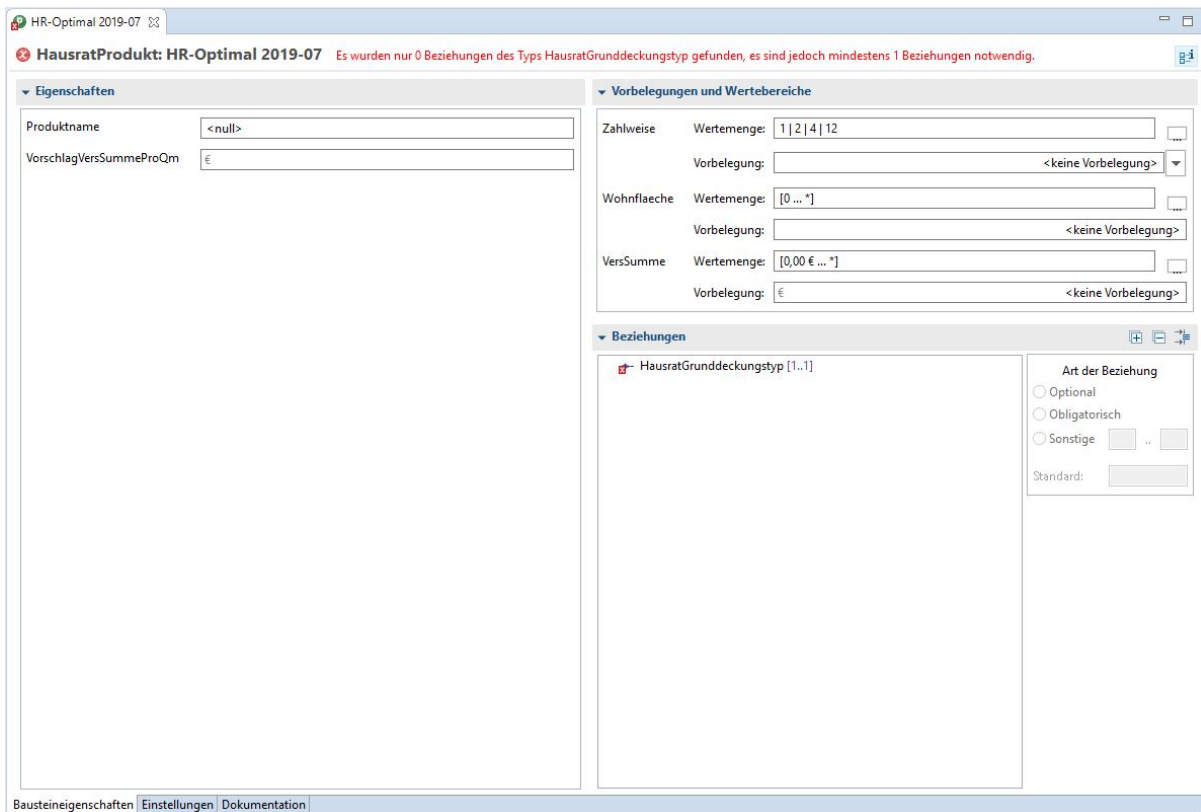 HR-Optimal 2019-07
HausratProdukt: HR-Optimal 2019-07 Es wurden nur 0 Beziehungen des Typs HausratGrunddeckungstyp gefunden, es sind jedoch mindestens 1 Beziehungen notwendig.
Eigenschaften
Produktname <null>
VorschlagVersSummeProQm €
Vorbelegungen und Wertebereiche
Zahlweise Wertemenge: 1 | 2 | 4 | 12 ...
Vorbelegung: <keine Vorbelegung>
Wohnflaeche Wertemenge: [0 ... *] ...
Vorbelegung: <keine Vorbelegung>
VersSumme Wertemenge: [0,00 € ... *] ...
Vorbelegung: € <keine Vorbelegung>
Beziehungen
HausratGrunddeckungstyp [1..1]
Art der Beziehung
Optional
Obligatorisch
Sonstige ..
Standard:
Bausteineigenschaften Einstellungen Dokumentation